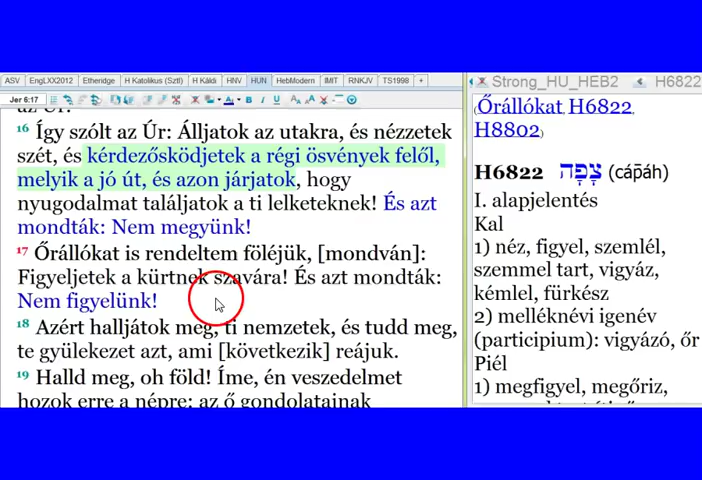 ASV EngLXX2012 Etheridge H Katolikus (Sztl) H Káldi HNV HUN HebModern IMIT RNKJV TS1998 +
Jer 6:17
az Úr!
16 Így szólt az Úr: Álljatok az utakra, és nézzetek
szét, és kérdezősködjetek a régi ösvények felől,
melyik a jó út, és azon járjatok, hogy
nyugodalmat találjatok a ti lelketeknek! És azt
mondták: Nem megyünk!
17 Őrállókat is rendeltem föléjük, [mondván]:
Figyeljetek a kürtnek szavára! És azt mondták:
Nem figyelünk!
18 Azért halljátok meg, ti nemzetek, és tudd meg,
te gyülekezet azt, ami [következik] reájuk.
19 Halld meg, oh föld! Íme, én veszedelmet
hozok erre a népre: az ő gondolatainak
Strong_HU_HEB2 H6822
(Őrállókat H6822
H8802)
H6822 צָפָה (cáp̄áh)
I. alapjelentés
Kal
1) néz, figyel, szemlél,
szemmel tart, vigyáz,
kémlel, fürkész
2) melléknévi igenév
(participium): vigyázó, őr
Piél
1) megfigyel, megőriz,